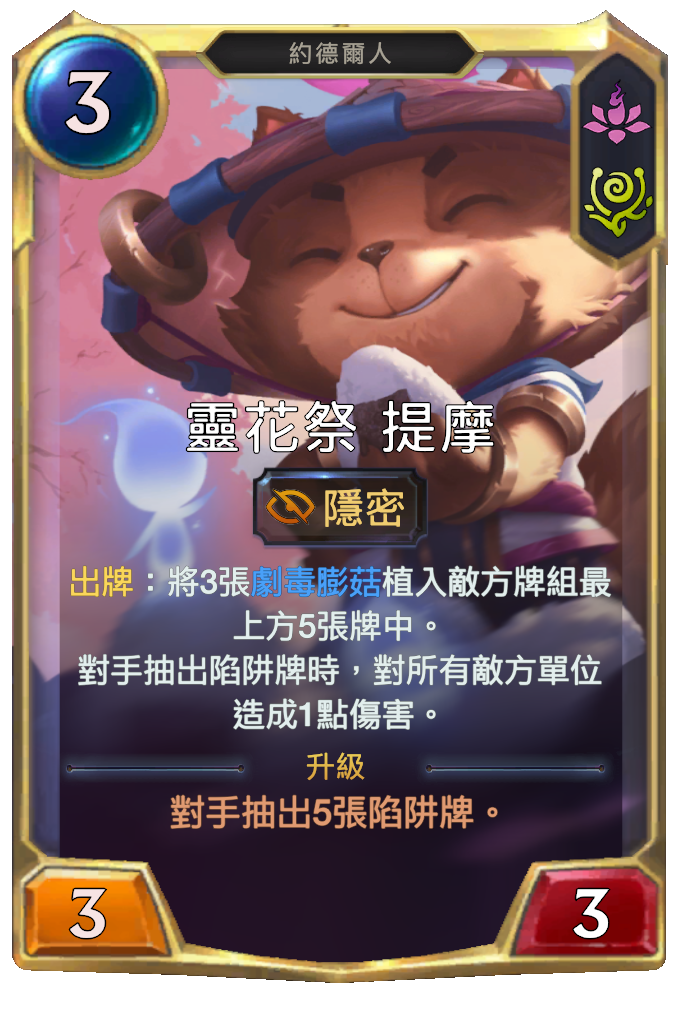 3
約德爾人
靈花祭 提摩
隱密
出牌：將3張劇毒膨菇植入敵方牌組最
上方5張牌中。
對手抽出陷阱牌時，對所有敵方單位
造成1點傷害。
升級
對手抽出5張陷阱牌。
3
3